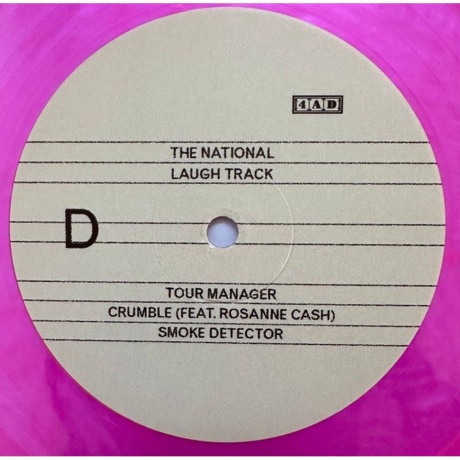 4AD
THE NATIONAL
LAUGH TRACK
D
TOUR MANAGER
CRUMBLE (FEAT. ROSANNE CASH)
SMOKE DETECTOR